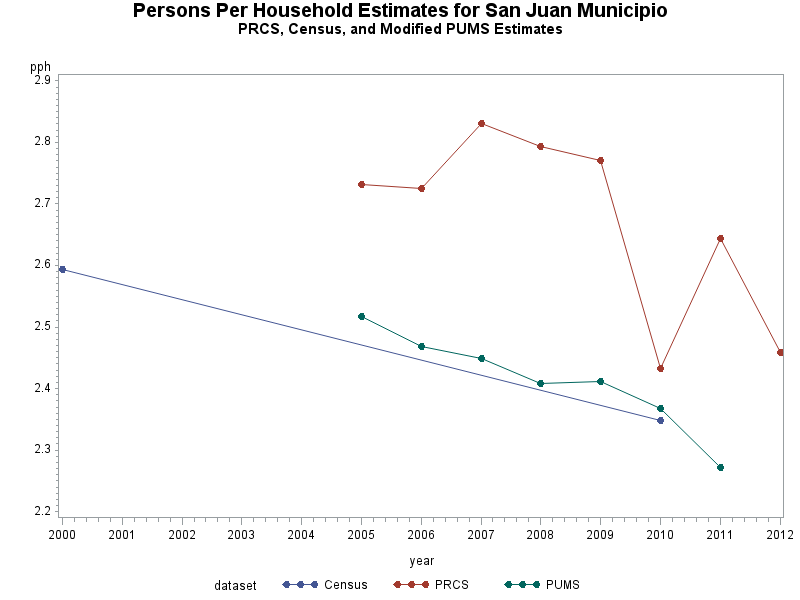 Persons Per Household Estimates for San Juan Municipio
PRCS, Census, and Modified PUMS Estimates
pph
2.9
2.8
2.7
2.6
2.5
2.4
2.3
2.2
2000 2001 2002 2003 2004 2005 2006 2007 2008 2009 2010 2011 2012
year
dataset Census PRCS PUMS